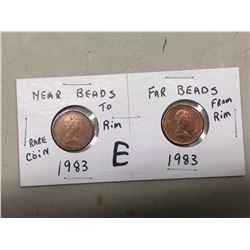 NEAR BEADS
TO
Rim
RARE
COIN
1983
E
FAR BEADS
FROM
Rim
1983